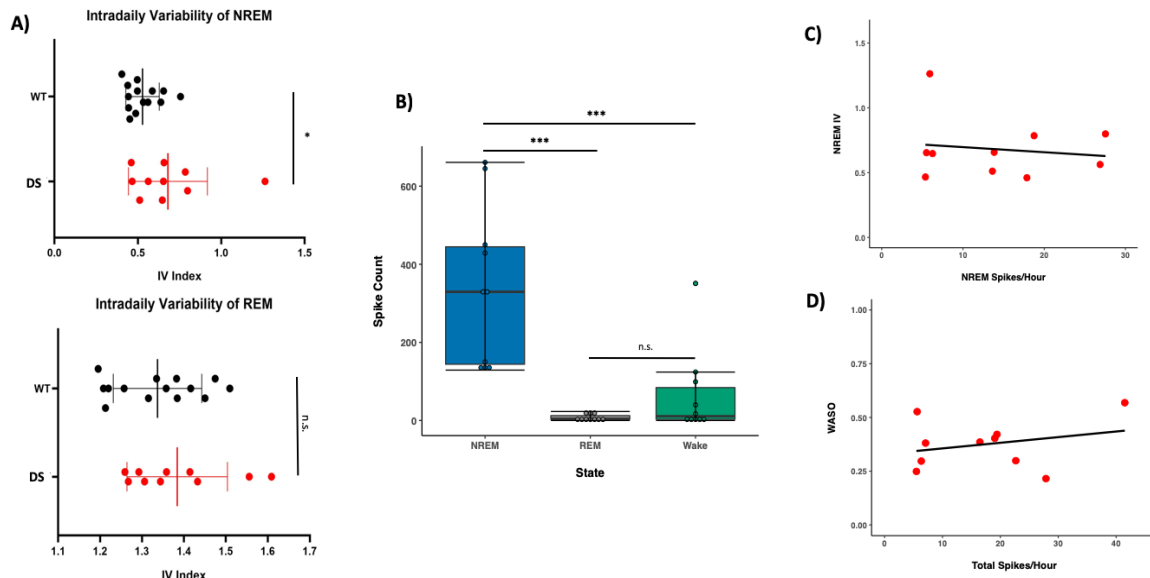 A)
Intradaily Variability of NREM
WT
DS
*
0.0 0.5 1.0 1.5
IV Index
Intradaily Variability of REM
WT
DS
n.s.
1.1 1.2 1.3 1.4 1.5 1.6 1.7
IV Index
B)
***
***
n.s.
Spike Count
600
400
200
0
NREM REM Wake
State
C)
NREM IV
1.5
1.0
0.5
0.0
0 10 20 30
NREM Spikes/Hour
D)
WASO
1.00
0.75
0.50
0.25
0.00
0 10 20 30 40
Total Spikes/Hour